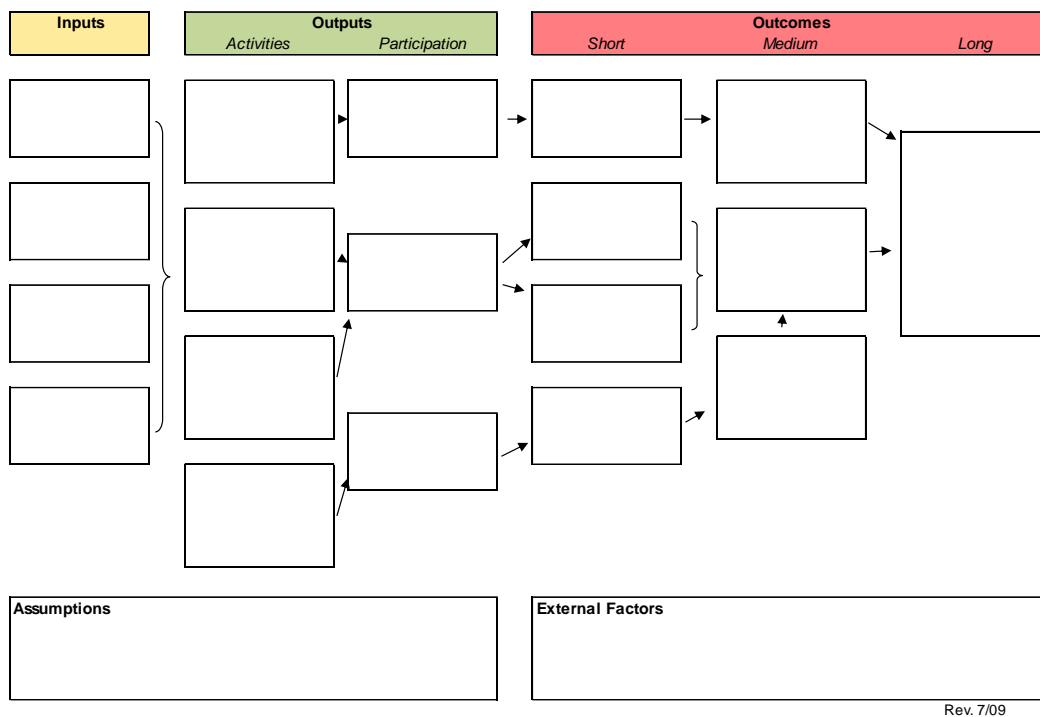 Inputs
Outputs
Activities Participation
Outcomes
Short Medium Long
Assumptions
External Factors
Rev. 7/09